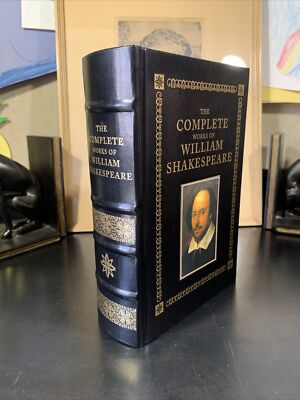 THE
COMPLETE
WORKS OF
WILLIAM
SHAKESPEARE
THE
COMPLETE
WORKS OF
WILLIAM
SHAKESPEARE